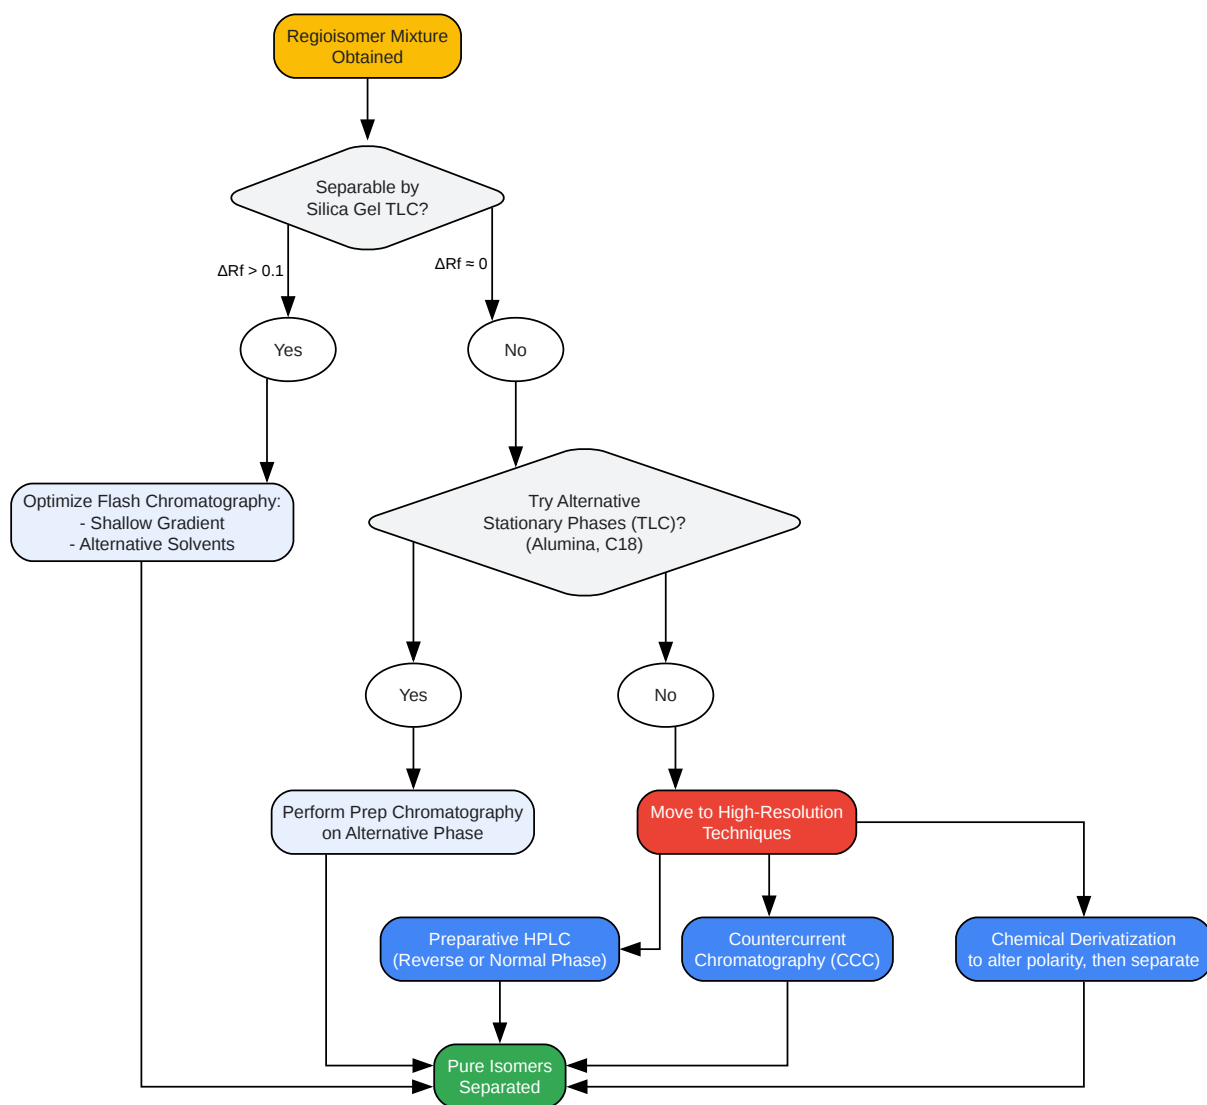 Regioisomer Mixture
Obtained
Separable by
Silica Gel TLC?
ΔRf > 0.1
ΔRf ≈ 0
Yes
No
Optimize Flash Chromatography:
- Shallow Gradient
- Alternative Solvents
Try Alternative
Stationary Phases (TLC)?
(Alumina, C18)
Yes
No
Perform Prep Chromatography
on Alternative Phase
Move to High-Resolution
Techniques
Preparative HPLC
(Reverse or Normal Phase)
Countercurrent
Chromatography (CCC)
Chemical Derivatization
to alter polarity, then separate
Pure Isomers
Separated